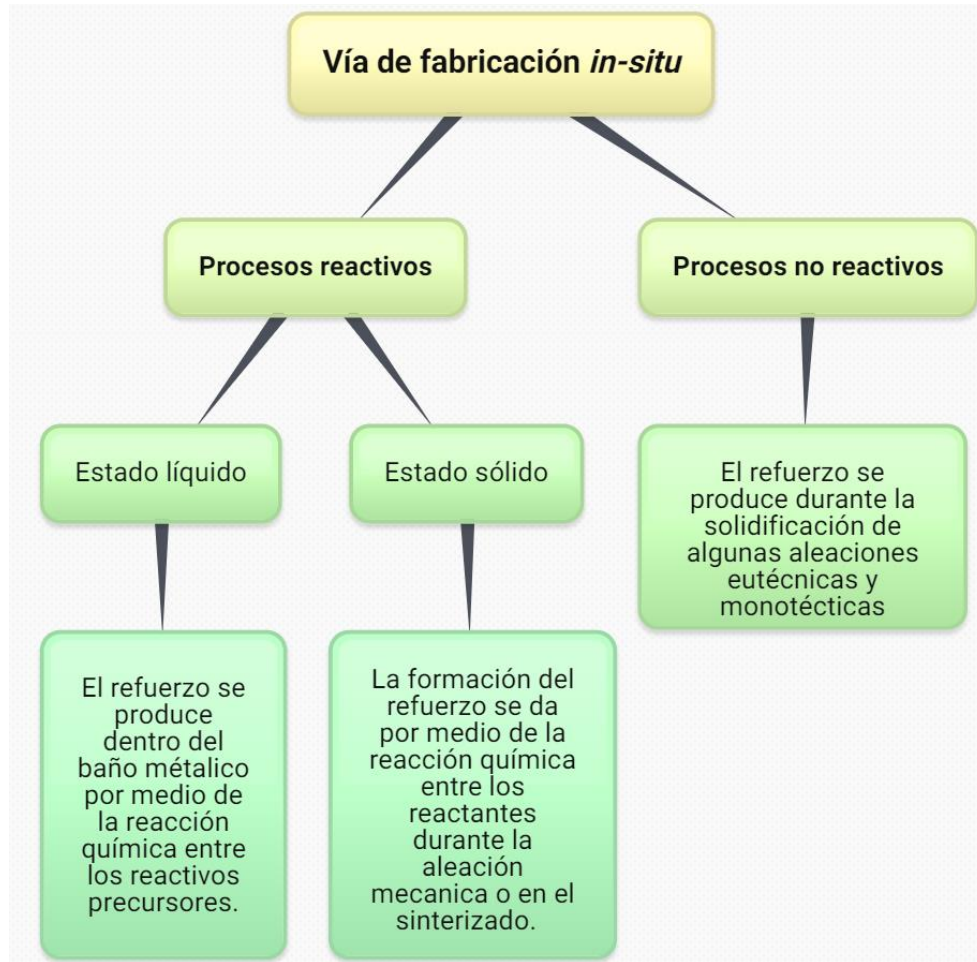 Vía de fabricación in-situ
Procesos reactivos
Procesos no reactivos
Estado líquido
Estado sólido
El refuerzo se
produce durante la
solidificación de
algunas aleaciones
eutécnicas y
monotécticas
El refuerzo se
produce
dentro del
baño métalico
por medio de
la reacción
química entre
los reactivos
precursores.
La formación del
refuerzo se da
por medio de la
reacción química
entre los
reactantes
durante la
aleación
mecanica o en el
sinterizado.